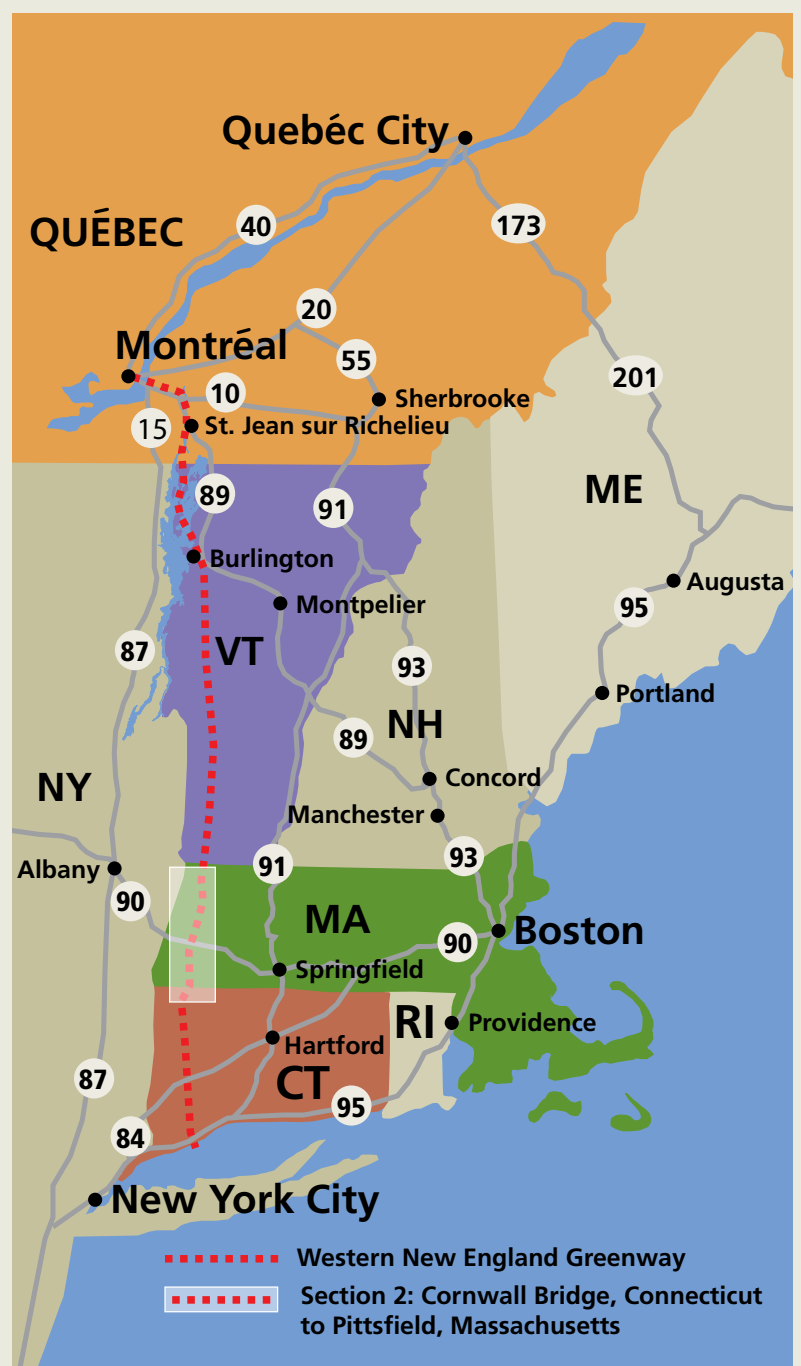 Quebéc City
QUÉBEC
40
173
20
Montréal
55
201
10
Sherbrooke
15
St. Jean sur Richelieu
ME
89
91
Burlington
Augusta
Montpelier
95
VT
87
93
Portland
NH
89
NY
Concord
Manchester
91
93
Albany
90
MA
Boston
90
Springfield
RI
Providence
Hartford
87
CT
95
84
New York City
Western New England Greenway
Section 2: Cornwall Bridge, Connecticut
to Pittsfield, Massachusetts